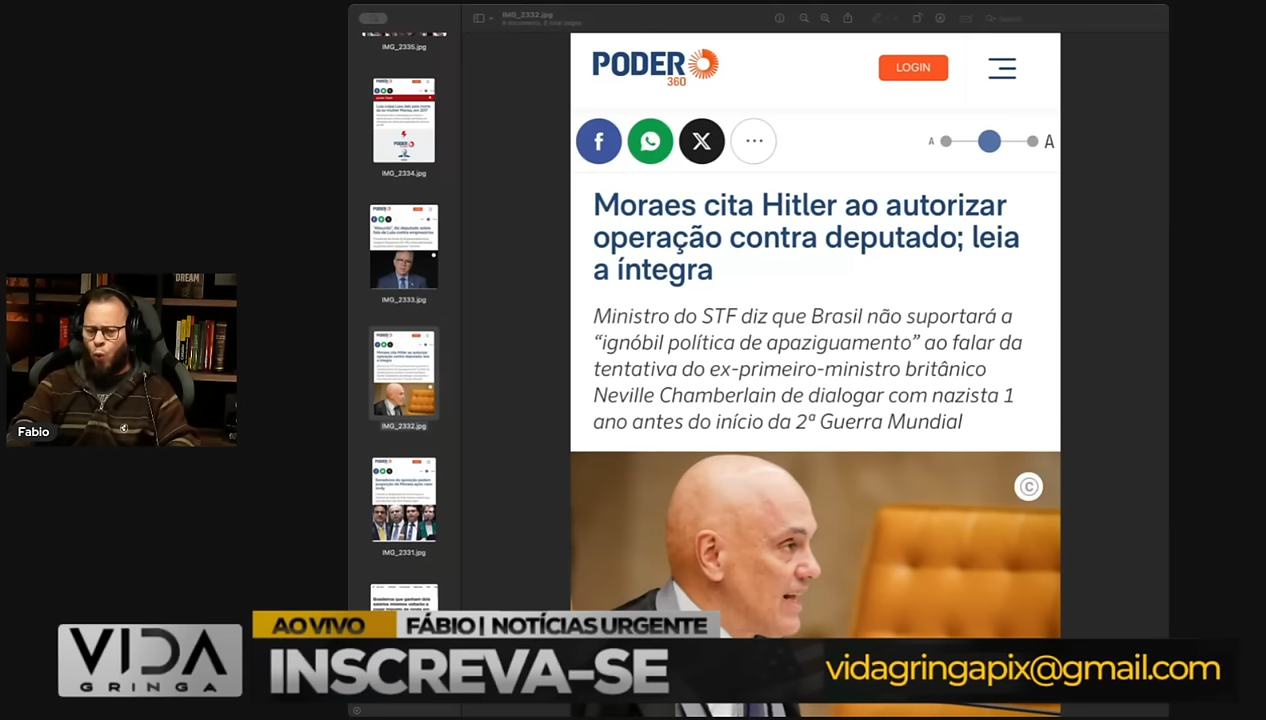 IMG_2332.jpg
IMG_2335.jpg
IMG_2334.jpg
IMG_2333.jpg
IMG_2332.jpg
IMG_2331.jpg
PODER
360
LOGIN
A
A
Moraes cita Hitler ao autorizar
operação contra deputado; leia
a íntegra
Ministro do STF diz que Brasil não suportará a
“ignóbil política de apaziguamento” ao falar da
tentativa do ex-primeiro-ministro britânico
Neville Chamberlain de dialogar com nazista 1
ano antes do início da 2ª Guerra Mundial
©
DREAM
Fabio
VIDA
GRINGA
AO VIVO
FÁBIO | NOTÍCIAS URGENTE
INSCREVA-SE
vidagringapix@gmail.com